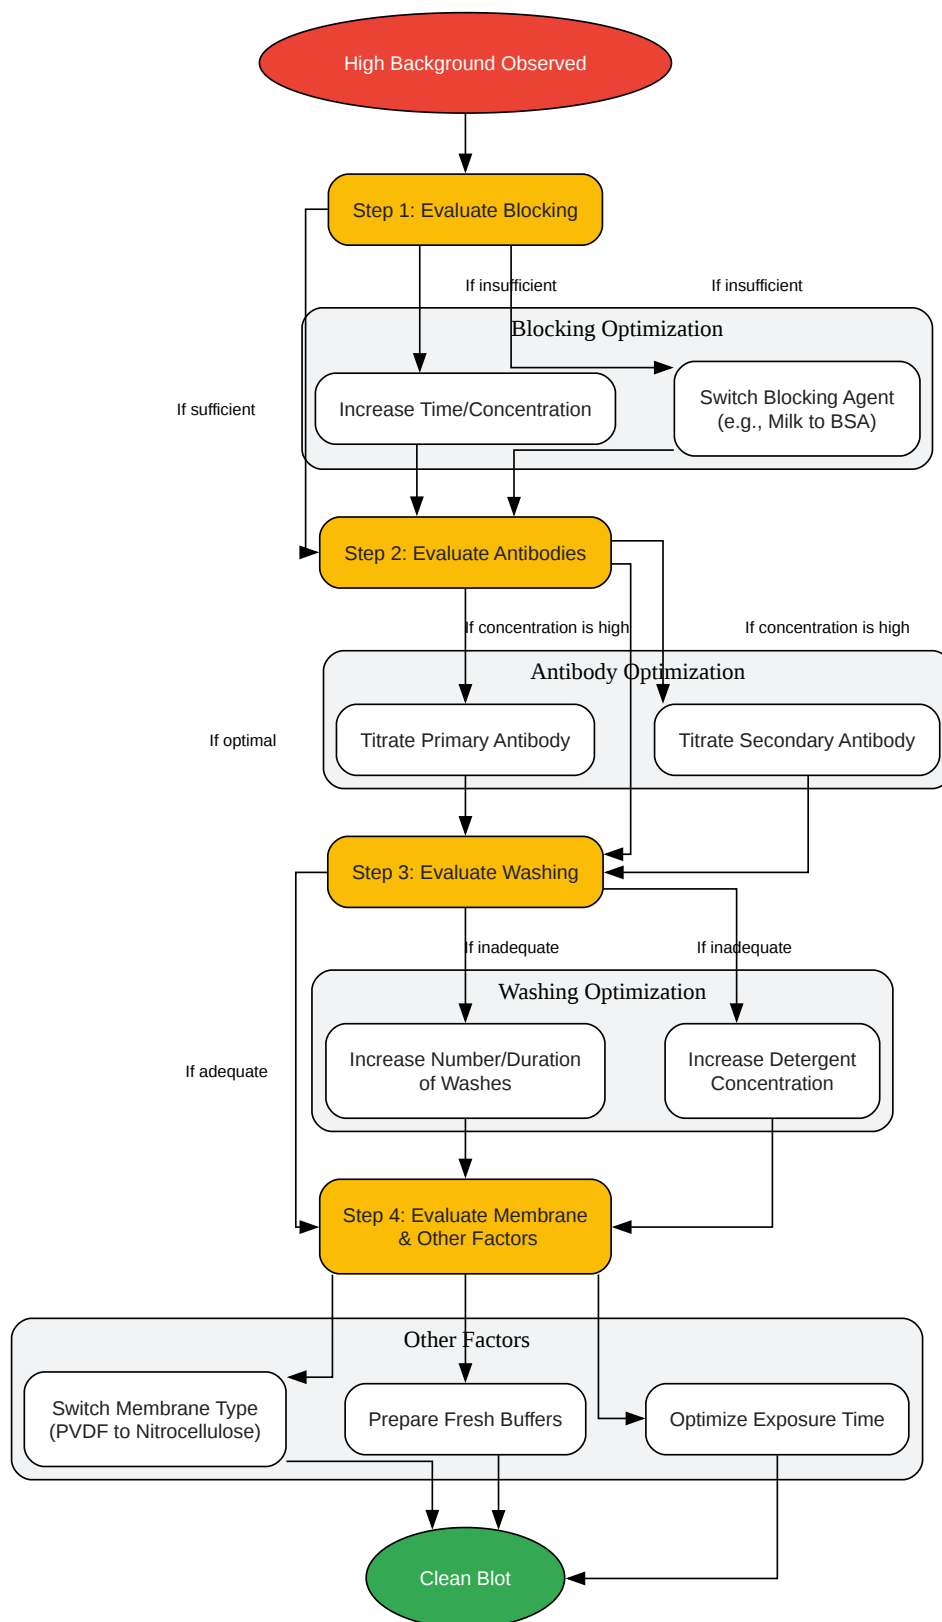 High Background Observed
Step 1: Evaluate Blocking
If insufficient
If insufficient
Blocking Optimization
If sufficient
Increase Time/Concentration
Switch Blocking Agent
(e.g., Milk to BSA)
Step 2: Evaluate Antibodies
If concentration is high
If concentration is high
Antibody Optimization
If optimal
Titrate Primary Antibody
Titrate Secondary Antibody
Step 3: Evaluate Washing
If inadequate
If inadequate
Washing Optimization
If adequate
Increase Number/Duration
of Washes
Increase Detergent
Concentration
Step 4: Evaluate Membrane
& Other Factors
Other Factors
Switch Membrane Type
(PVDF to Nitrocellulose)
Prepare Fresh Buffers
Optimize Exposure Time
Clean Blot